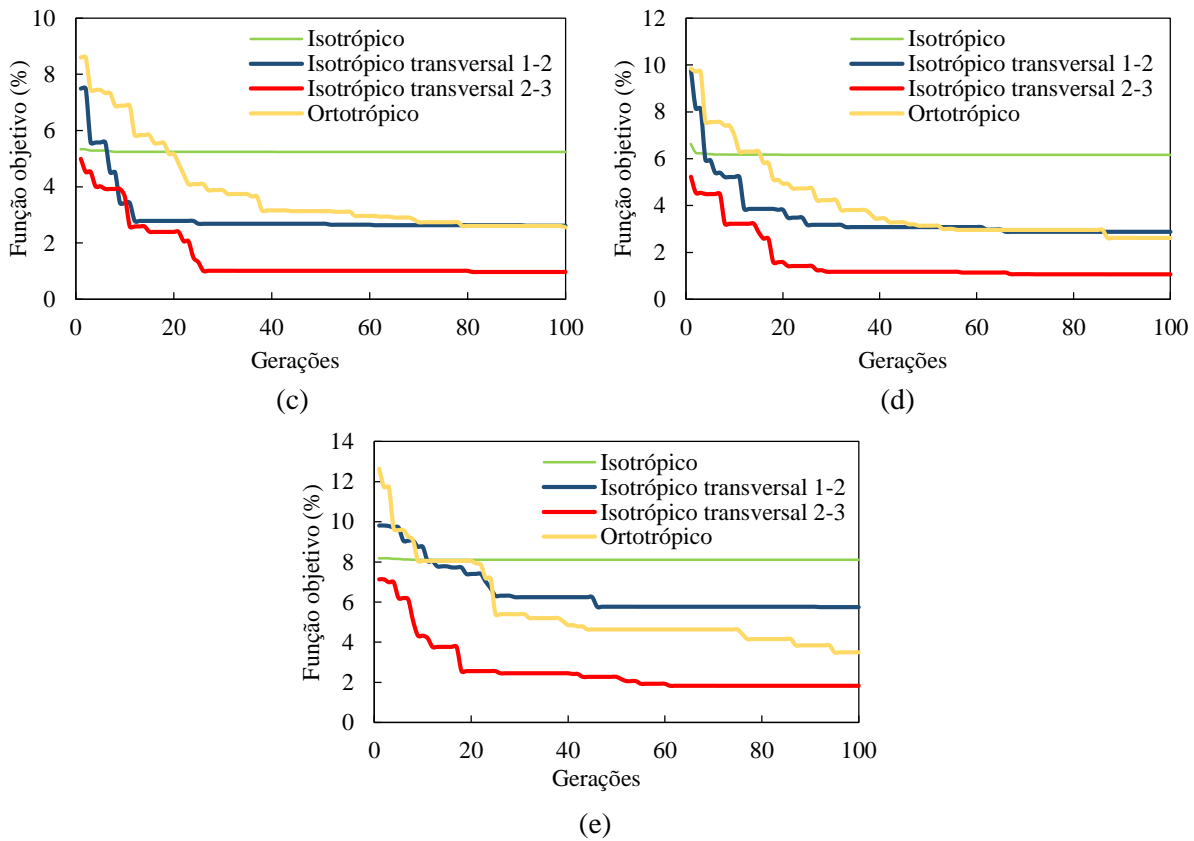 10
8
6
4
2
0
Função objetivo (%)
Isotrópico
Isotrópico transversal 1-2
Isotrópico transversal 2-3
Ortotrópico
0 20 40 60 80 100
Gerações
(c)
12
10
8
6
4
2
0
Função objetivo (%)
Isotrópico
Isotrópico transversal 1-2
Isotrópico transversal 2-3
Ortotrópico
0 20 40 60 80 100
Gerações
(d)
14
12
10
8
6
4
2
0
Função objetivo (%)
Isotrópico
Isotrópico transversal 1-2
Isotrópico transversal 2-3
Ortotrópico
0 20 40 60 80 100
Gerações
(e)